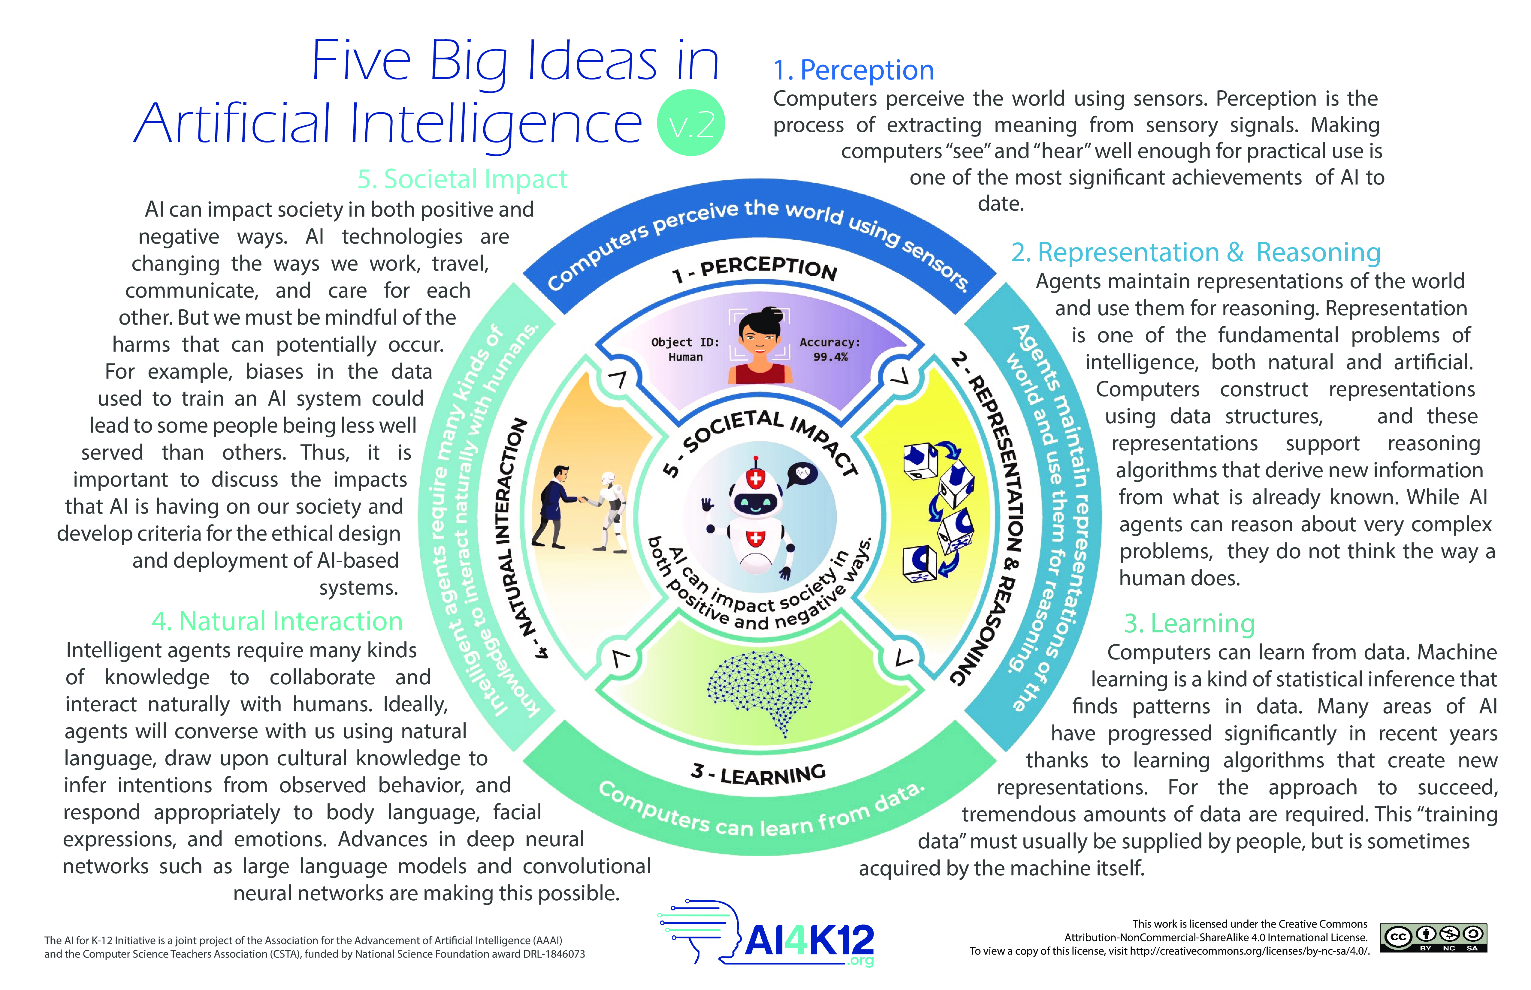 Five Big Ideas in
Artificial Intelligence v.2
1. Perception
Computers perceive the world using sensors. Perception is the
process of extracting meaning from sensory signals. Making
computers “see” and “hear” well enough for practical use is
one of the most significant achievements of AI to
date.
2. Representation & Reasoning
Agents maintain representations of the world
and use them for reasoning. Representation
is one of the fundamental problems of
intelligence, both natural and artificial.
Computers construct representations
using data structures, and these
representations support reasoning
algorithms that derive new information
from what is already known. While AI
agents can reason about very complex
problems, they do not think the way a
human does.
3. Learning
Computers can learn from data. Machine
learning is a kind of statistical inference that
finds patterns in data. Many areas of AI
have progressed significantly in recent years
thanks to learning algorithms that create new
representations. For the approach to succeed,
tremendous amounts of data are required. This “training
data” must usually be supplied by people, but is sometimes
acquired by the machine itself.
4. Natural Interaction
Intelligent agents require many kinds
of knowledge to collaborate and
interact naturally with humans. Ideally,
agents will converse with us using natural
language, draw upon cultural knowledge to
infer intentions from observed behavior, and
respond appropriately to body language, facial
expressions, and emotions. Advances in deep neural
networks such as large language models and convolutional
neural networks are making this possible.
5. Societal Impact
AI can impact society in both positive and
negative ways. AI technologies are
changing the ways we work, travel,
communicate, and care for each
other. But we must be mindful of the
harms that can potentially occur.
For example, biases in the data
used to train an AI system could
lead to some people being less well
served than others. Thus, it is
important to discuss the impacts
that AI is having on our society and
develop criteria for the ethical design
and deployment of AI-based
systems.
Computers perceive the world using sensors.
1 - PERCEPTION
Object ID:
Human
Accuracy:
99.4%
Agents maintain representations of the
world and use them for reasoning.
2 - REPRESENTATION & REASONING
3 - LEARNING
Computers can learn from data.
Intelligent agents require many kinds of
knowledge to interact naturally with humans.
4 - NATURAL INTERACTION
5 - SOCIETAL IMPACT
AI can impact society in
both positive and negative ways.
The AI for K-12 Initiative is a joint project of the Association for the Advancement of Artificial Intelligence (AAAI)
and the Computer Science Teachers Association (CSTA), funded by National Science Foundation award DRL-1846073
AI4K12
.org
This work is licensed under the Creative Commons
Attribution-NonCommercial-ShareAlike 4.0 International License.
To view a copy of this license, visit http://creativecommons.org/licenses/by-nc-sa/4.0/.
cc
BY NC SA